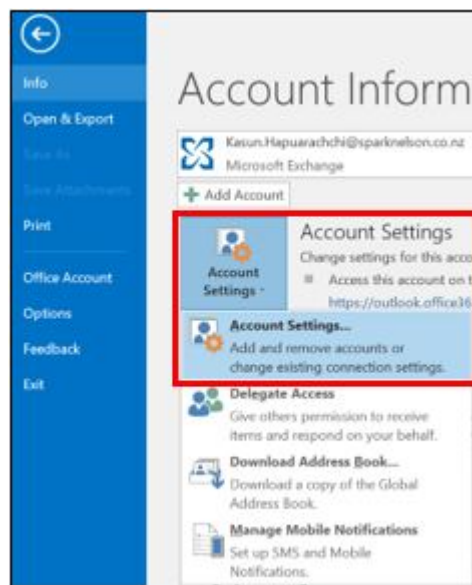 Info
Account Inform
Open & Export
Kasun.Hapuarachchi@sparknelson.co.nz
Microsoft Exchange
Save As
Save Attachments
Add Account
Print
Account Settings
Change settings for this acco
Access this account on t
https://outlook.office36
Account
Settings
Office Account
Options
Feedback
Exit
Account Settings...
Add and remove accounts or
change existing connection settings.
Delegate Access
Give others permission to receive
items and respond on your behalf.
Download Address Book...
Download a copy of the Global
Address Book.
Manage Mobile Notifications
Set up SMS and Mobile
Notifications.